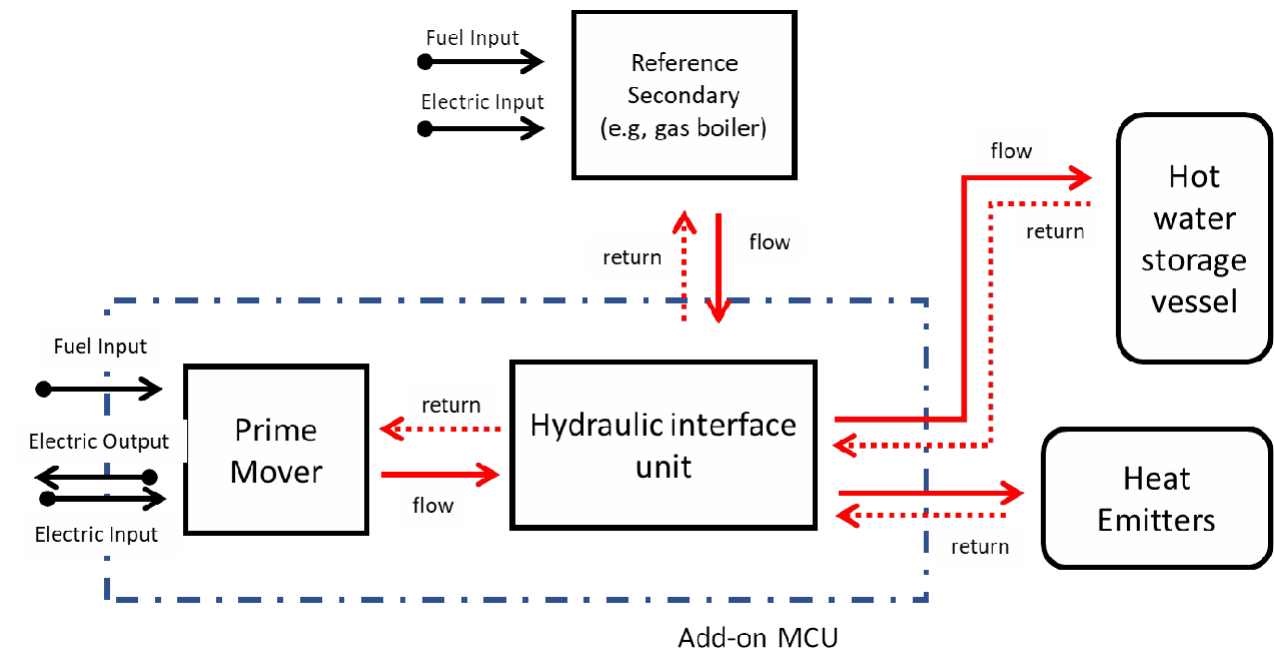 Fuel Input
Electric Input
Reference
Secondary
(e.g, gas boiler)
flow
return
Hot
water
storage
vessel
return
flow
Fuel Input
Electric Output
Electric Input
Prime
Mover
return
flow
Hydraulic interface
unit
Heat
Emitters
return
Add-on MCU